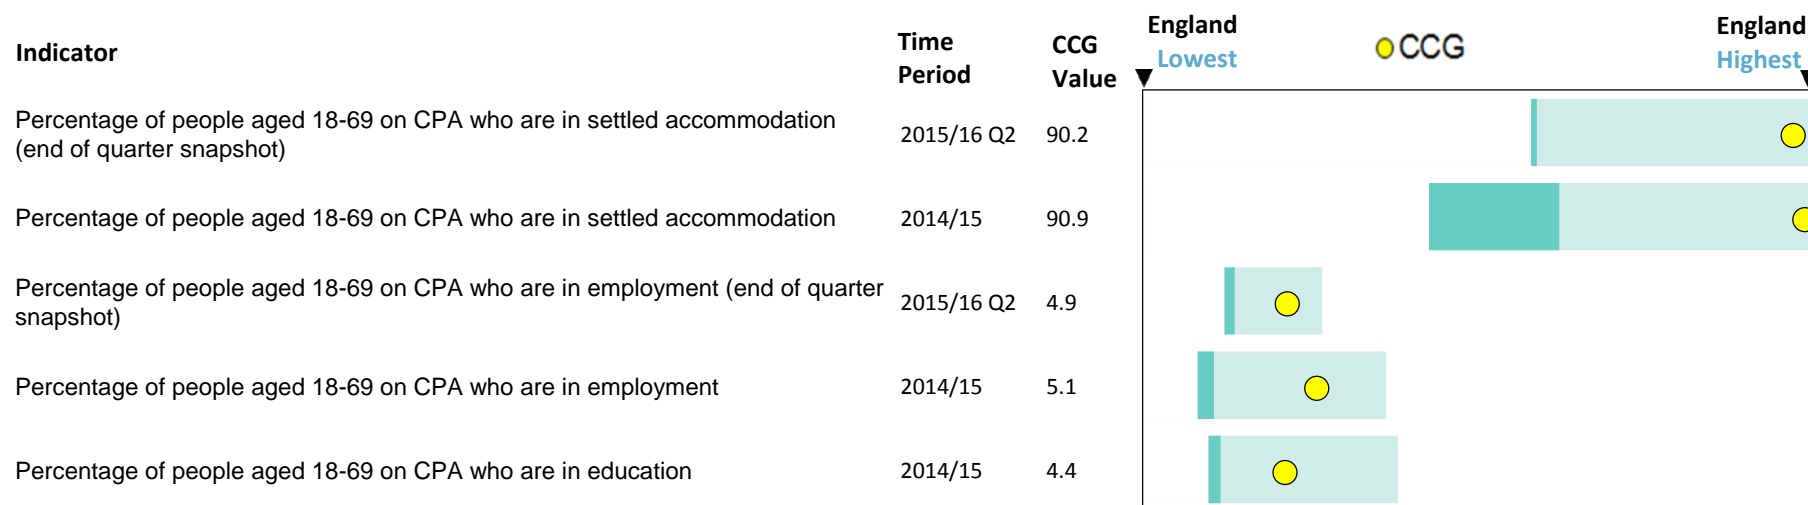 Indicator
Time Period
CCG Value
England Lowest
CCG
England Highest
Percentage of people aged 18-69 on CPA who are in settled accommodation
(end of quarter snapshot)
2015/16 Q2
90.2
Percentage of people aged 18-69 on CPA who are in settled accommodation
2014/15
90.9
Percentage of people aged 18-69 on CPA who are in employment (end of quarter
snapshot)
2015/16 Q2
4.9
Percentage of people aged 18-69 on CPA who are in employment
2014/15
5.1
Percentage of people aged 18-69 on CPA who are in education
2014/15
4.4